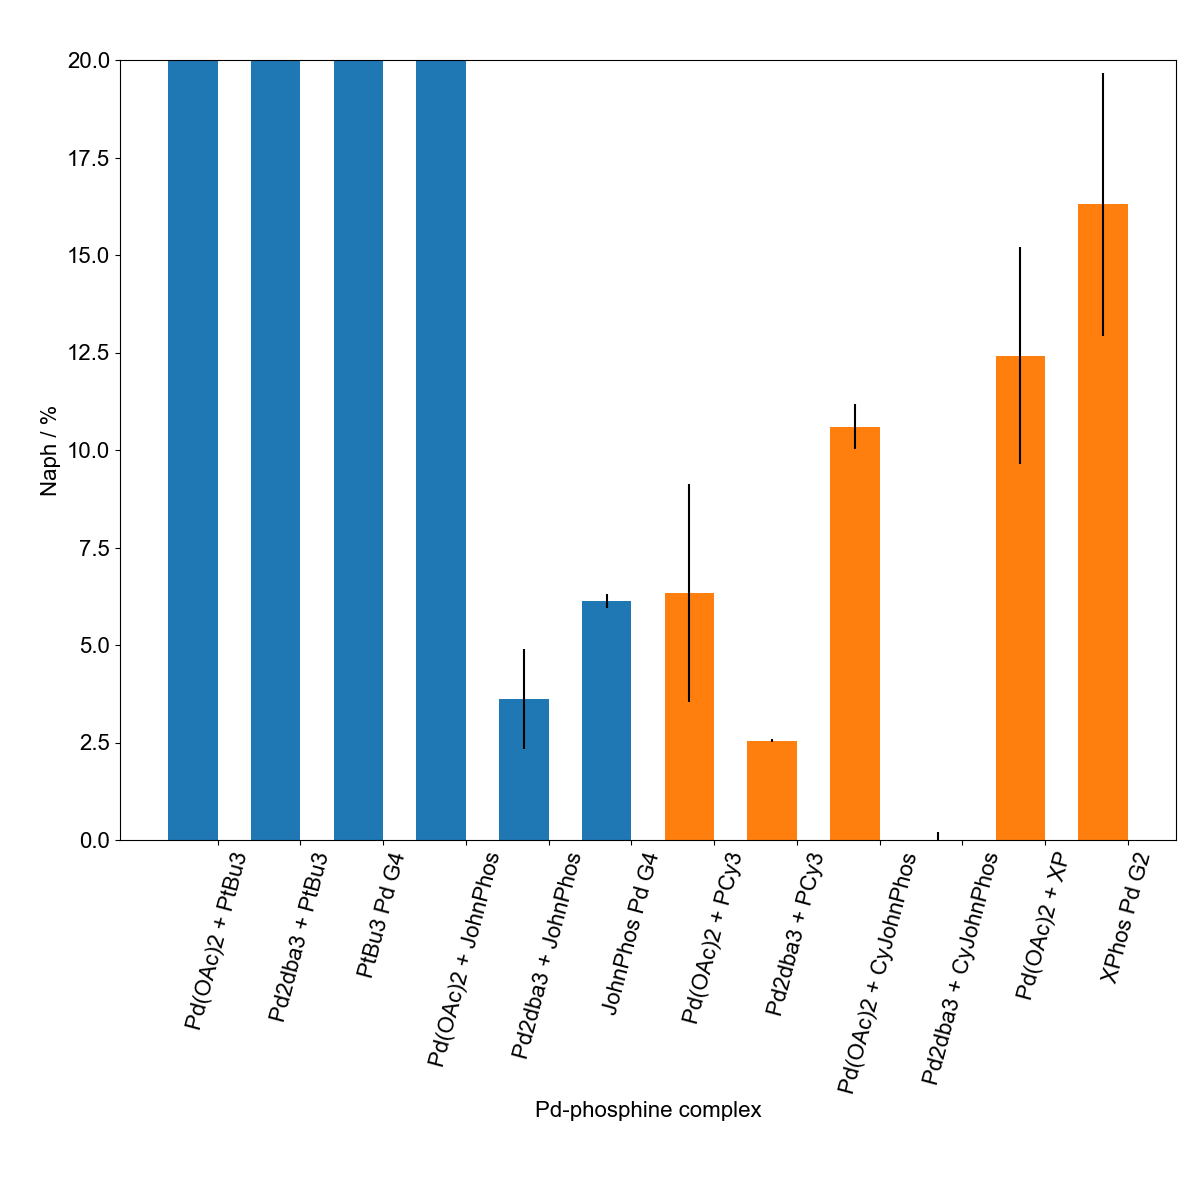 20.0
17.5
15.0
12.5
10.0
7.5
5.0
2.5
0.0
Naph / %
Pd(OAc)2 + PtBu3
Pd2dba3 + PtBu3
PtBu3 Pd G4
Pd(OAc)2 + JohnPhos
Pd2dba3 + JohnPhos
JohnPhos Pd G4
Pd(OAc)2 + PCy3
Pd2dba3 + PCy3
Pd(OAc)2 + CyJohnPhos
Pd2dba3 + CyJohnPhos
Pd(OAc)2 + XP
XPhos Pd G2
Pd-phosphine complex